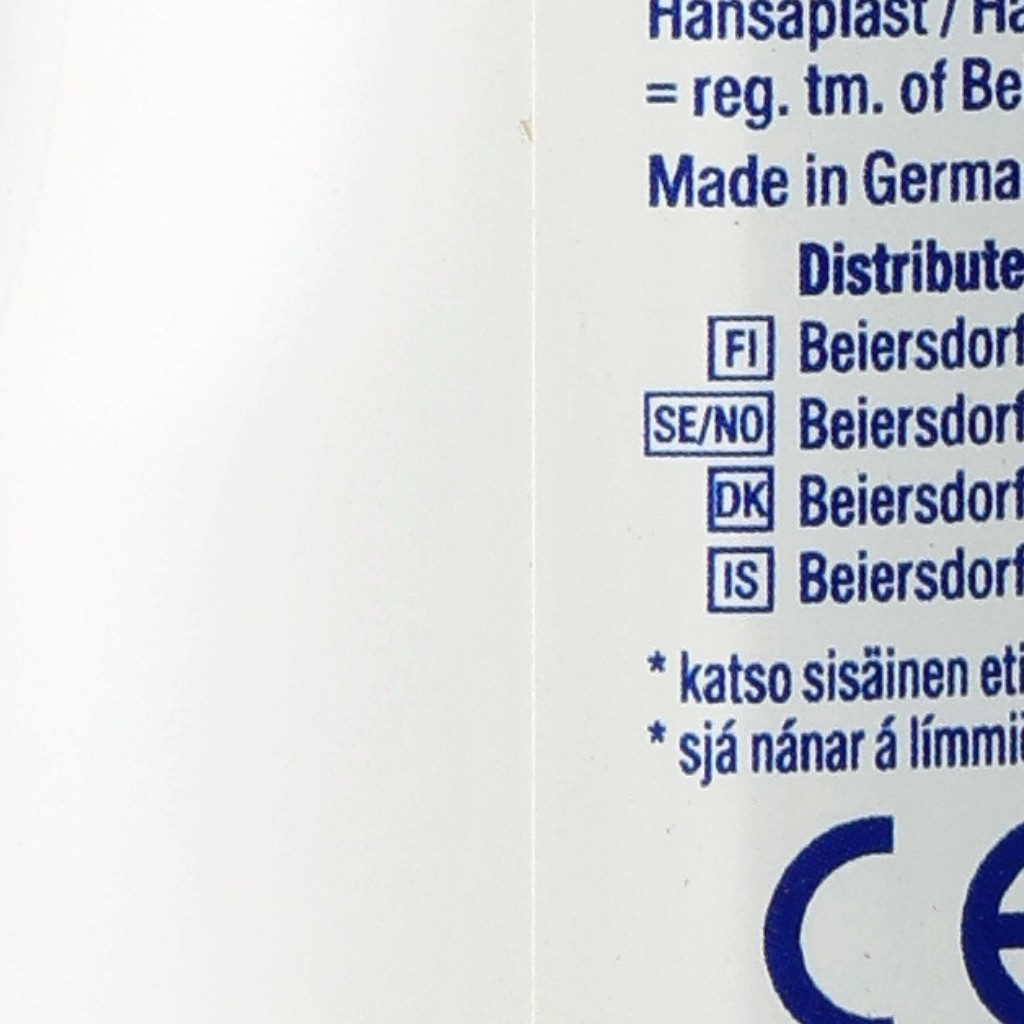 Hansaplast / Ha
= reg. tm. of Be
Made in Germa
Distribute
FI Beiersdorf
SE/NO Beiersdorf
DK Beiersdorf
IS Beiersdorf
* katso sisäinen eti
* sjá nánar á límmi
CE